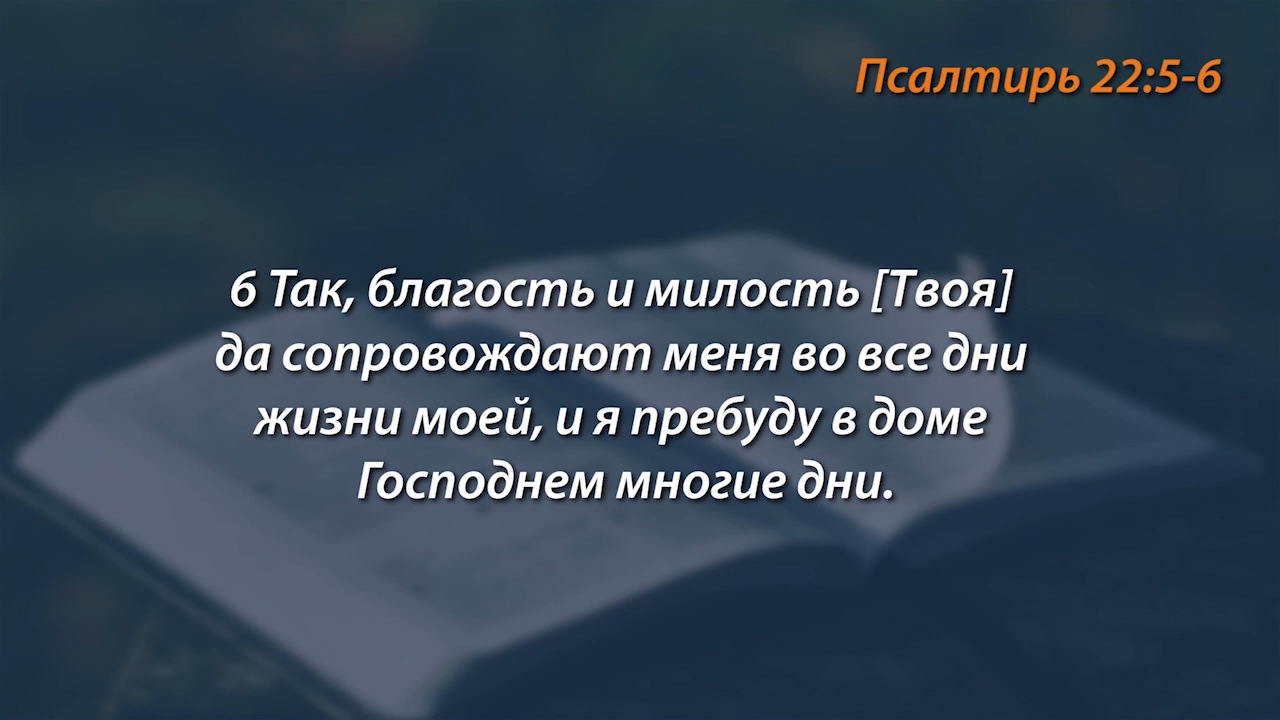 Псалтирь 22:5-6
6 Так, благость и милость [Твоя]
да сопровождают меня во все дни
жизни моей, и я пребуду в доме
Господнем многие дни.